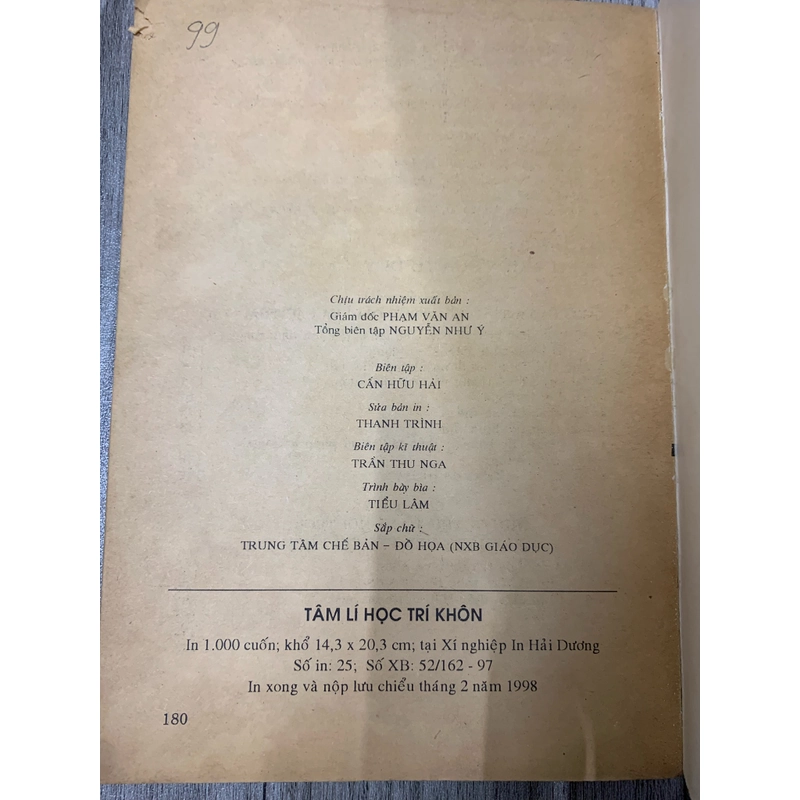 99
Chịu trách nhiệm xuất bản :
Giám đốc PHẠM VĂN AN
Tổng biên tập NGUYỄN NHƯ Ý
Biên tập :
CẤN HỮU HẢI
Sửa bản in :
THANH TRÌNH
Biên tập kĩ thuật :
TRẦN THU NGA
Trình bày bìa :
TIỂU LÂM
Sắp chữ :
TRUNG TÂM CHẾ BẢN – ĐỒ HỌA (NXB GIÁO DỤC)
TÂM LÍ HỌC TRÍ KHÔN
In 1.000 cuốn; khổ 14,3 x 20,3 cm; tại Xí nghiệp In Hải Dương
Số in: 25; Số XB: 52/162 - 97
In xong và nộp lưu chiểu tháng 2 năm 1998
180